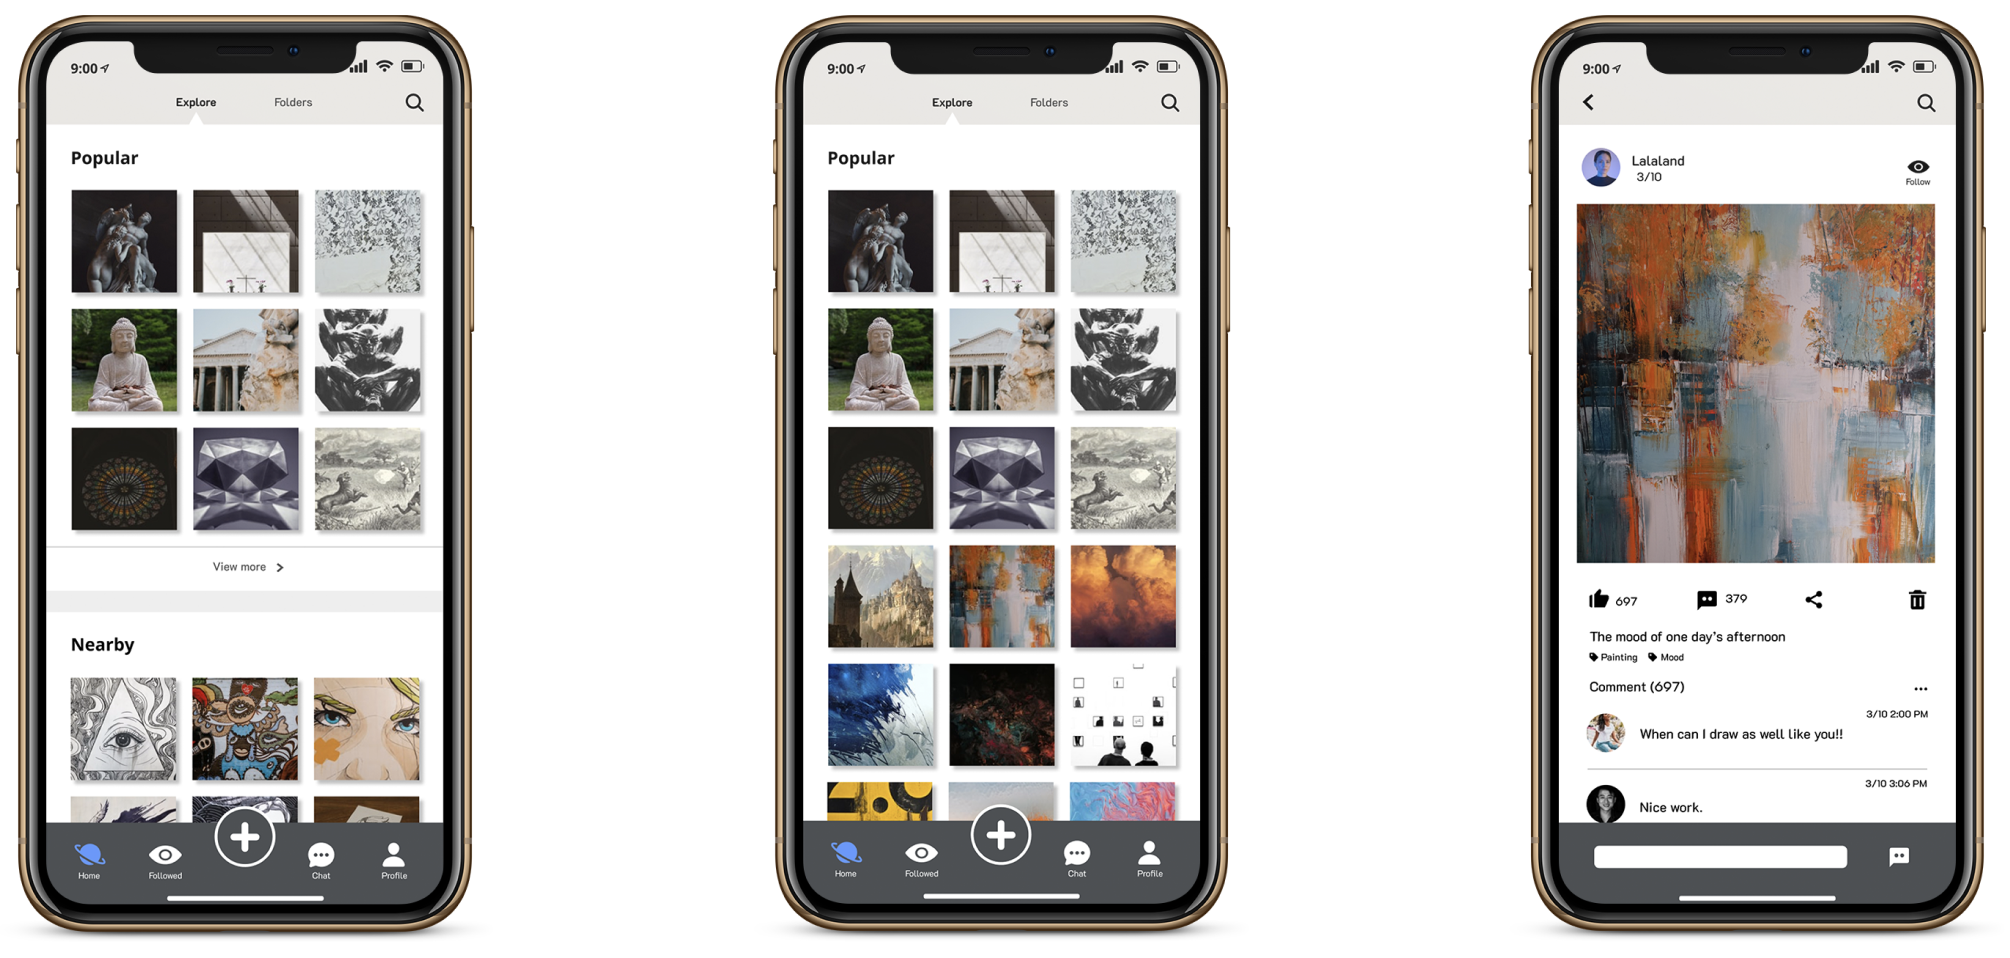 9:00
Explore Folders
Popular
View more
Nearby
Home Followed Chat Profile
9:00
Explore Folders
Popular
Home Followed Chat Profile
9:00
Lalaland
3/10
Follow
697 379
The mood of one day's afternoon
Painting Mood
Comment (697)
3/10 2:00 PM
When can I draw as well like you!!
3/10 3:06 PM
Nice work.